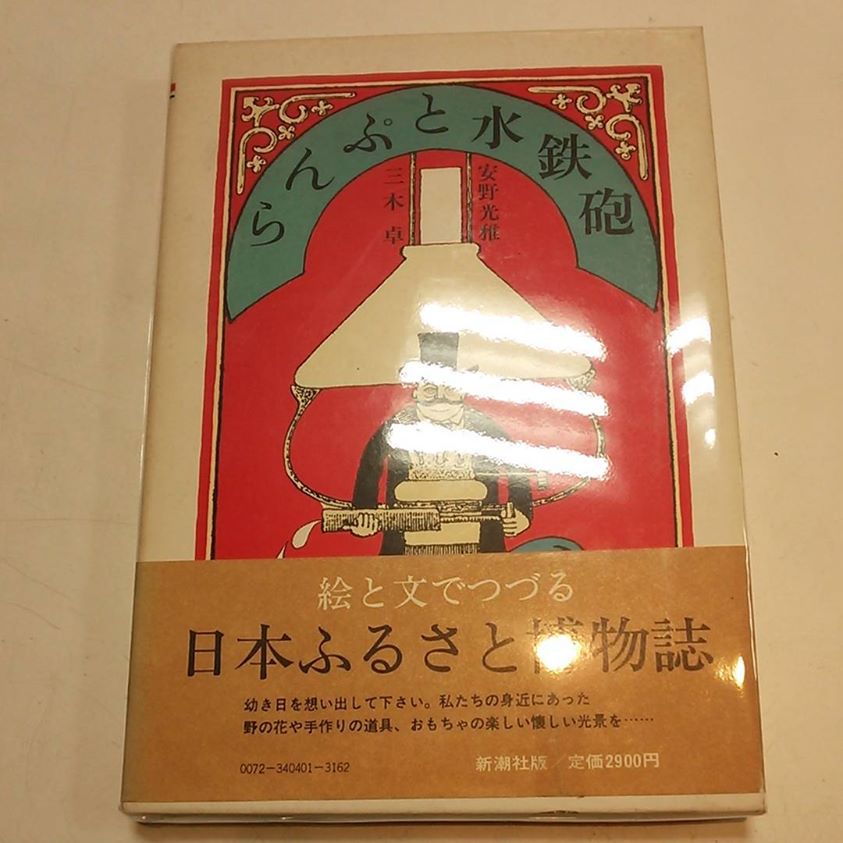 らんぷと水鉄砲
安野光雅
三木卓
絵と文でつづる
日本ふるさと博物誌
幼き日を想い出して下さい。私たちの身近にあった
野の花や手作りの道具、おもちゃの楽しい懐しい光景を……
0072-340401-3162
新潮社版／定価2900円